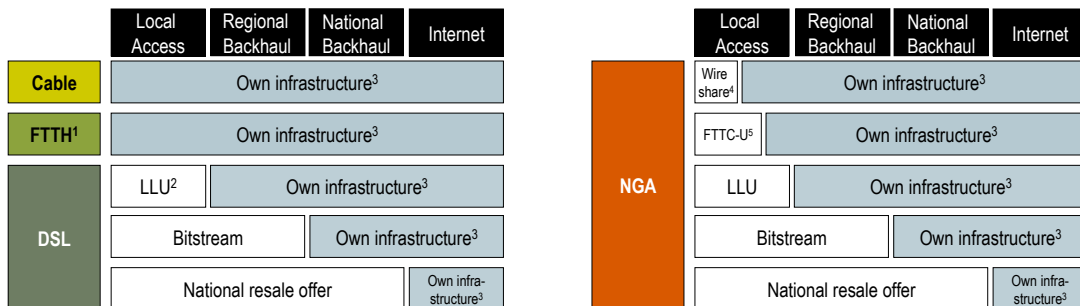 Local Access
Regional Backhaul
National Backhaul
Internet
Cable
Own infrastructure³
FTTH¹
Own infrastructure³
DSL
LLU²
Own infrastructure³
Bitstream
Own infrastructure³
National resale offer
Own infra-
structure³
Local Access
Regional Backhaul
National Backhaul
Internet
NGA
Wire
share⁴
Own infrastructure³
FTTC-U⁵
Own infrastructure³
LLU
Own infrastructure³
Bitstream
Own infrastructure³
National resale offer
Own infra-
structure³